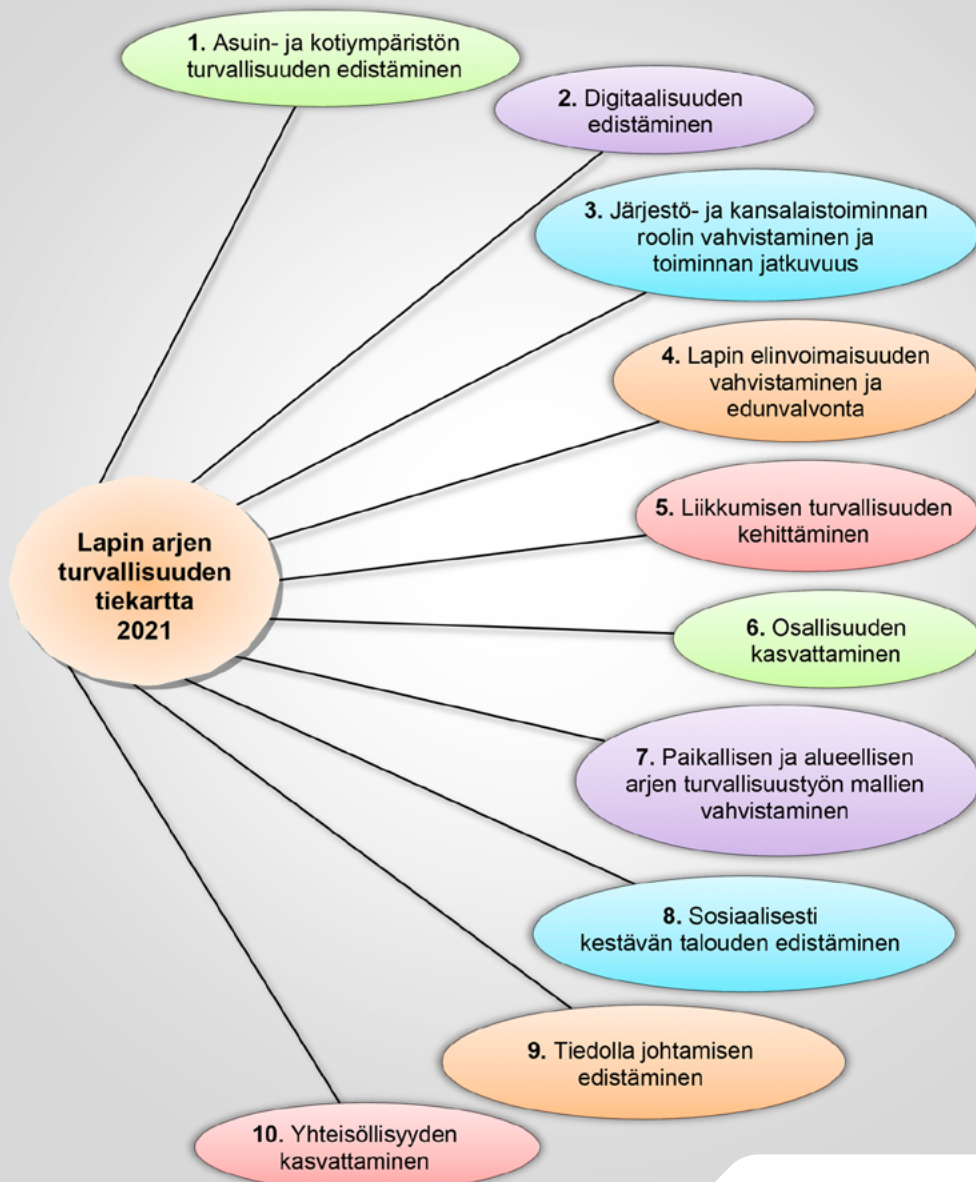 1. Asuin- ja kotiympäristön
turvallisuuden edistäminen
2. Digitaalisuuden
edistäminen
3. Järjestö- ja kansalaistoiminnan
roolin vahvistaminen ja
toiminnan jatkuvuus
4. Lapin elinvoimaisuuden
vahvistaminen ja
edunvalvonta
5. Liikkumisen turvallisuuden
kehittäminen
Lapin arjen
turvallisuuden
tiekartta
2021
6. Osallisuuden
kasvattaminen
7. Paikallisen ja alueellisen
arjen turvallisuustyön mallien
vahvistaminen
8. Sosiaalisesti
kestävän talouden edistäminen
9. Tiedolla johtamisen
edistäminen
10. Yhteisöllisyyden
kasvattaminen